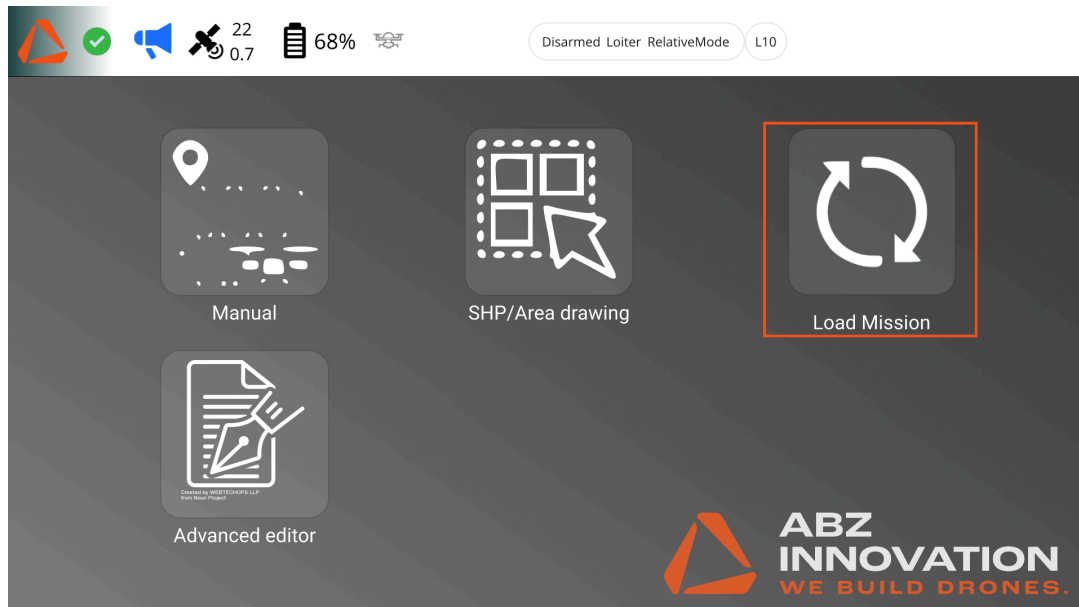 22
0.7
68%
Disarmed Loiter RelativeMode
L10
Manual
SHP/Area drawing
Load Mission
Created by WEBTECHOPS LLP
from Noun Project
Advanced editor
ABZ
INNOVATION
WE BUILD DRONES.